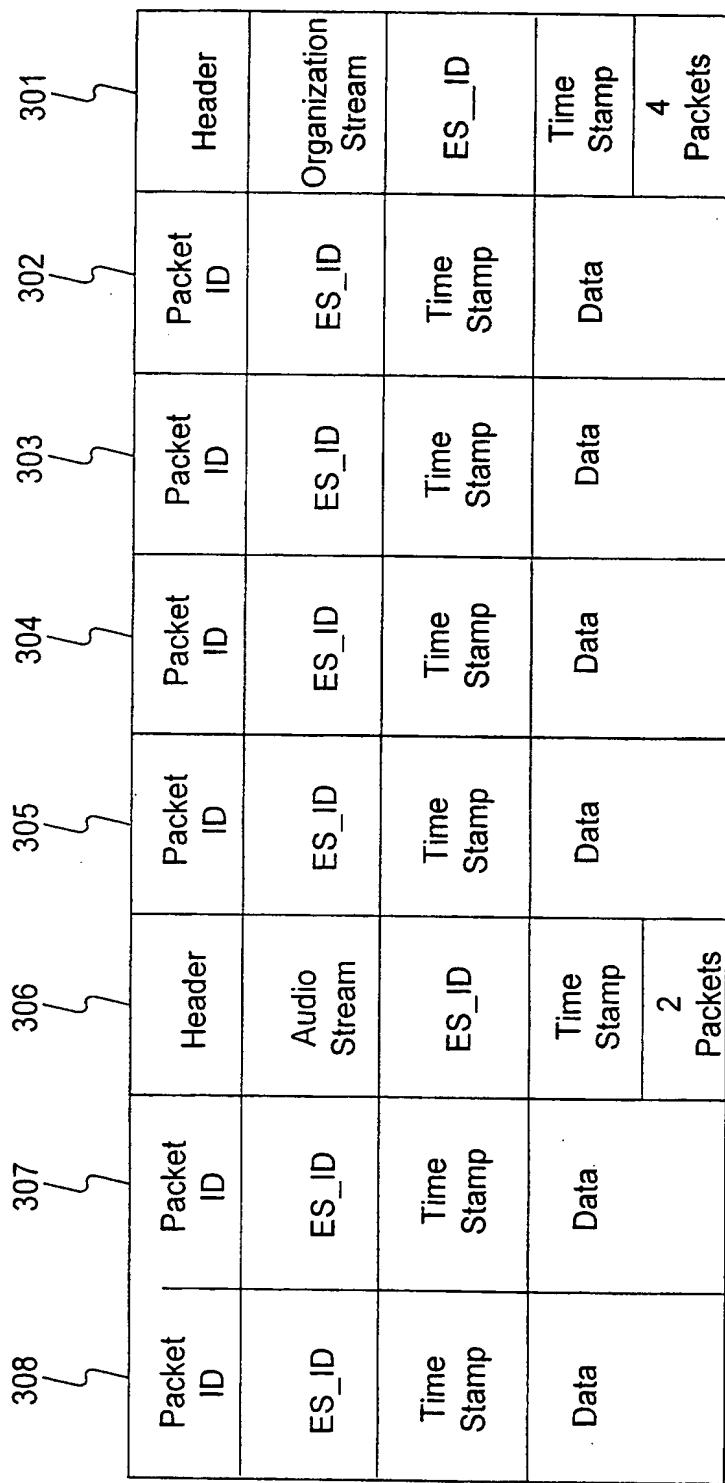 308 307 306 305 304 303 302 301
Packet ID Packet ID Header Packet ID Packet ID Packet ID Packet ID Header
ES_ID ES_ID Audio Stream ES_ID ES_ID ES_ID ES_ID Organization Stream
Time Stamp Time Stamp ES_ID Time Stamp Time Stamp Time Stamp Time Stamp ES_ID
Data Data Time Stamp Data Data Data Data Time Stamp
2 Packets 4 Packets